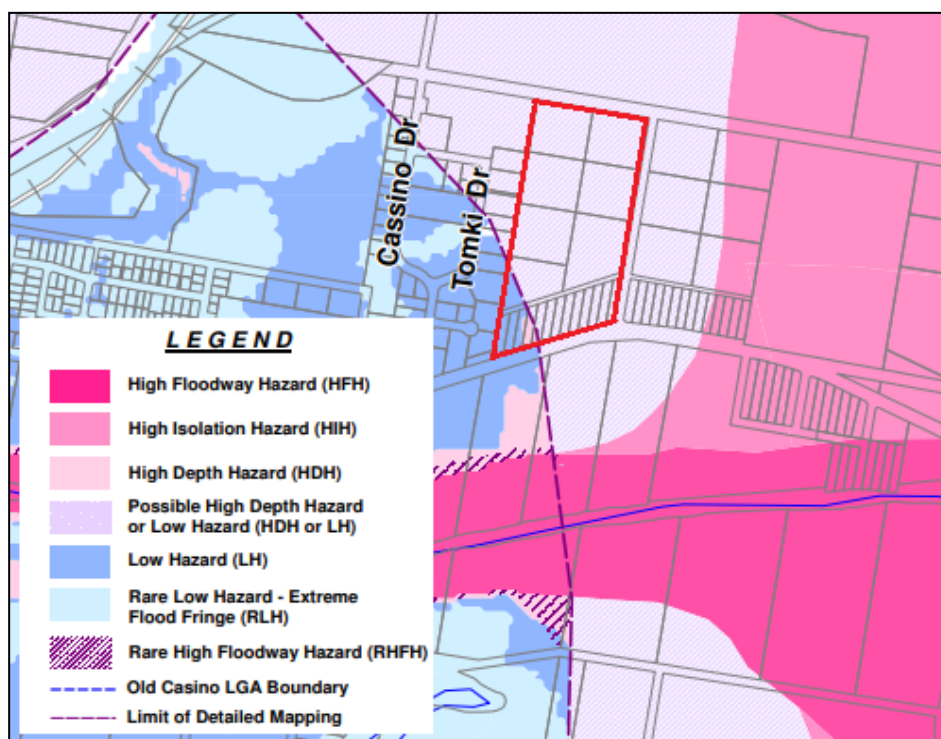 Cassino Dr
Tomki Dr
LEGEND
High Floodway Hazard (HFH)
High Isolation Hazard (HIH)
High Depth Hazard (HDH)
Possible High Depth Hazard
or Low Hazard (HDH or LH)
Low Hazard (LH)
Rare Low Hazard - Extreme
Flood Fringe (RLH)
Rare High Floodway Hazard (RHFH)
Old Casino LGA Boundary
Limit of Detailed Mapping